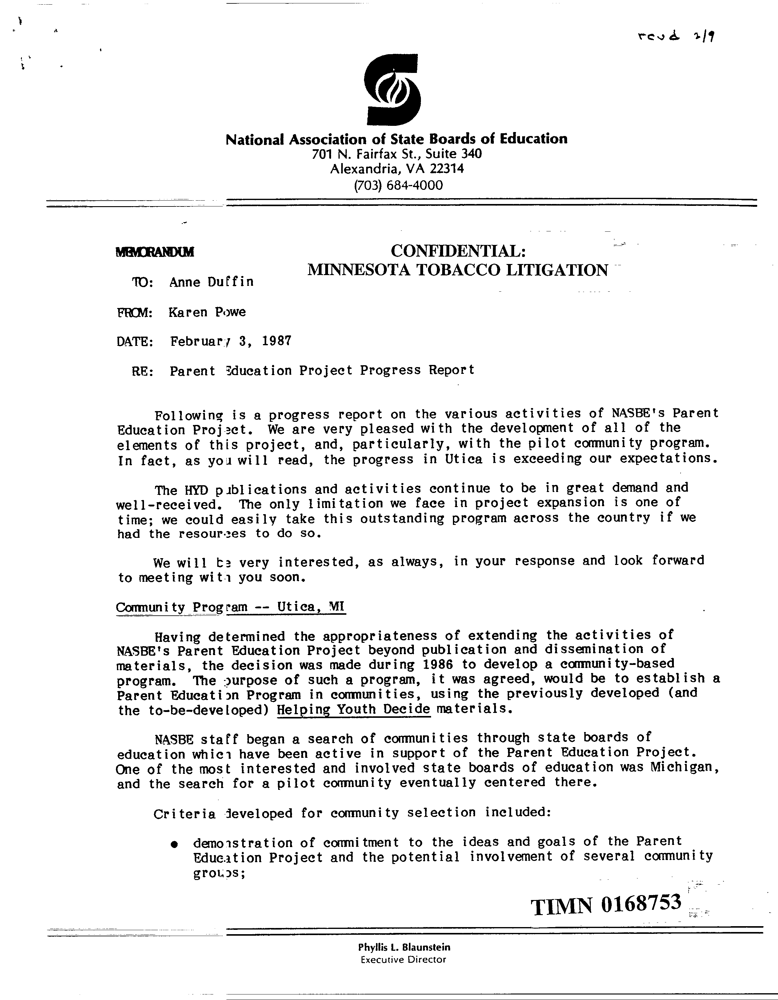 rcvd 2/9
National Association of State Boards of Education
701 N. Fairfax St., Suite 340
Alexandria, VA 22314
(703) 684-4000
MEMORANDUM
CONFIDENTIAL:
MINNESOTA TOBACCO LITIGATION
TO: Anne Duffin
FROM: Karen Powe
DATE: February 3, 1987
RE: Parent Education Project Progress Report
Following is a progress report on the various activities of NASBE's Parent
Education Project. We are very pleased with the development of all of the
elements of this project, and, particularly, with the pilot community program.
In fact, as you will read, the progress in Utica is exceeding our expectations.
The HYD publications and activities continue to be in great demand and
well-received. The only limitation we face in project expansion is one of
time; we could easily take this outstanding program across the country if we
had the resources to do so.
We will be very interested, as always, in your response and look forward
to meeting with you soon.
Community Program -- Utica, MI
Having determined the appropriateness of extending the activities of
NASBE's Parent Education Project beyond publication and dissemination of
materials, the decision was made during 1986 to develop a community-based
program. The purpose of such a program, it was agreed, would be to establish a
Parent Education Program in communities, using the previously developed (and
the to-be-developed) Helping Youth Decide materials.
NASBE staff began a search of communities through state boards of
education which have been active in support of the Parent Education Project.
One of the most interested and involved state boards of education was Michigan,
and the search for a pilot community eventually centered there.
Criteria developed for community selection included:
● demonstration of commitment to the ideas and goals of the Parent
Education Project and the potential involvement of several community
groups;
TIMN 0168753
Phyllis L. Blaunstein
Executive Director